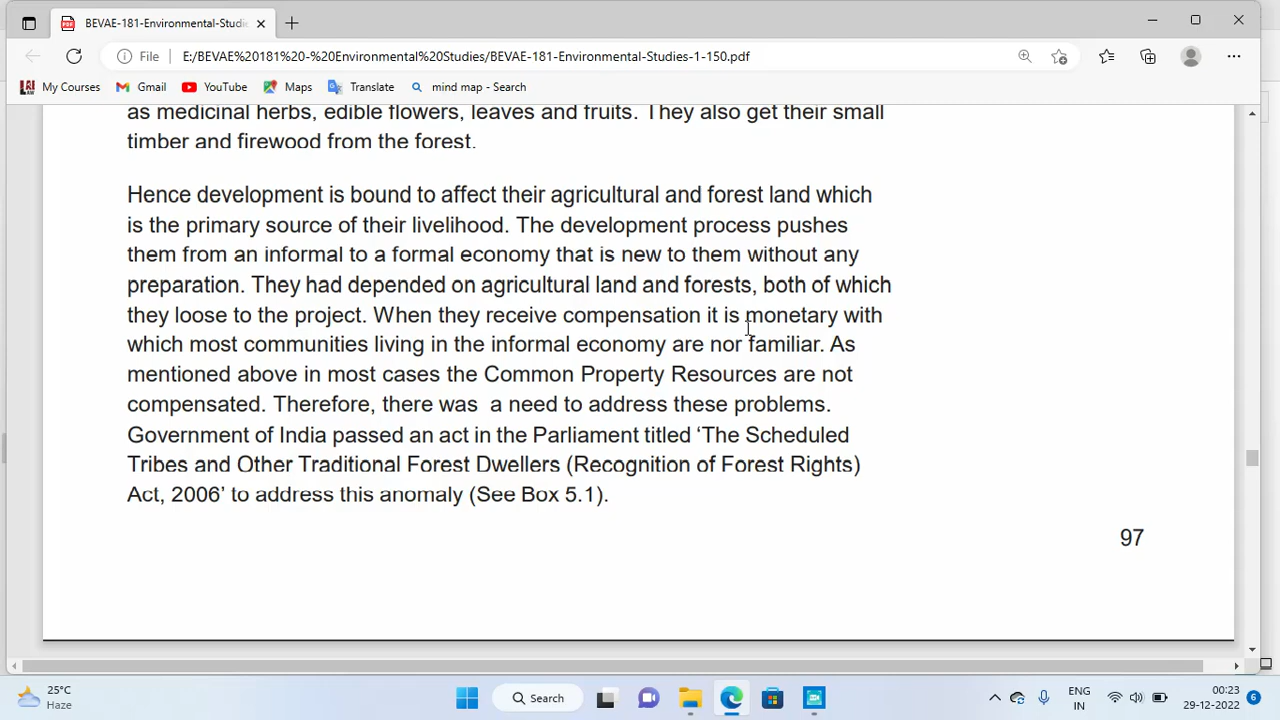 BEVAE-181-Environmental-Studie
File
E:/BEVAE%20181%20-%20Environmental%20Studies/BEVAE-181-Environmental-Studies-1-150.pdf
My Courses
Gmail
YouTube
Maps
Translate
mind map - Search
as medicinal herbs, edible flowers, leaves and fruits. They also get their small
timber and firewood from the forest.
Hence development is bound to affect their agricultural and forest land which
is the primary source of their livelihood. The development process pushes
them from an informal to a formal economy that is new to them without any
preparation. They had depended on agricultural land and forests, both of which
they loose to the project. When they receive compensation it is monetary with
which most communities living in the informal economy are nor familiar. As
mentioned above in most cases the Common Property Resources are not
compensated. Therefore, there was a need to address these problems.
Government of India passed an act in the Parliament titled ‘The Scheduled
Tribes and Other Traditional Forest Dwellers (Recognition of Forest Rights)
Act, 2006’ to address this anomaly (See Box 5.1).
97
25°C
Haze
Search
ENG
IN
00:23
29-12-2022
6